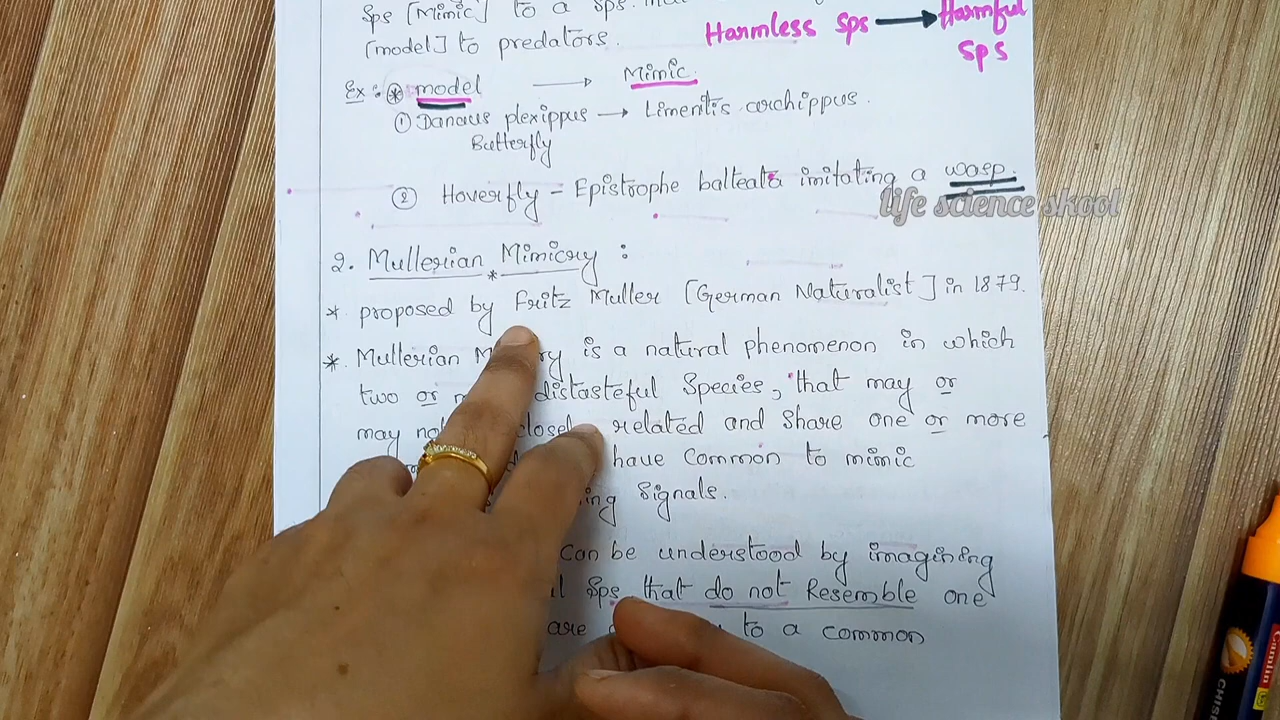 Sps [Mimic] to a sps.
[model] to predators.
Harmless Sps → Harmful
Sps
Ex: * model → Mimic.
① Danaus plexippus → Limenitis archippus.
Butterfly
② Hoverfly - Epistrophe balteata imitating a wasp.
life science skool
2. Mullerian Mimicry :
* proposed by Fritz Muller [German Naturalist] in 1879.
* Mullerian is a natural phenomenon in which
two or distasteful Species, that may or
may related and Share one or more
have Common to mimic
Signals.
Can be understood by imagining
Sps that do not Resemble one
are to a common
Camlin
CHIS